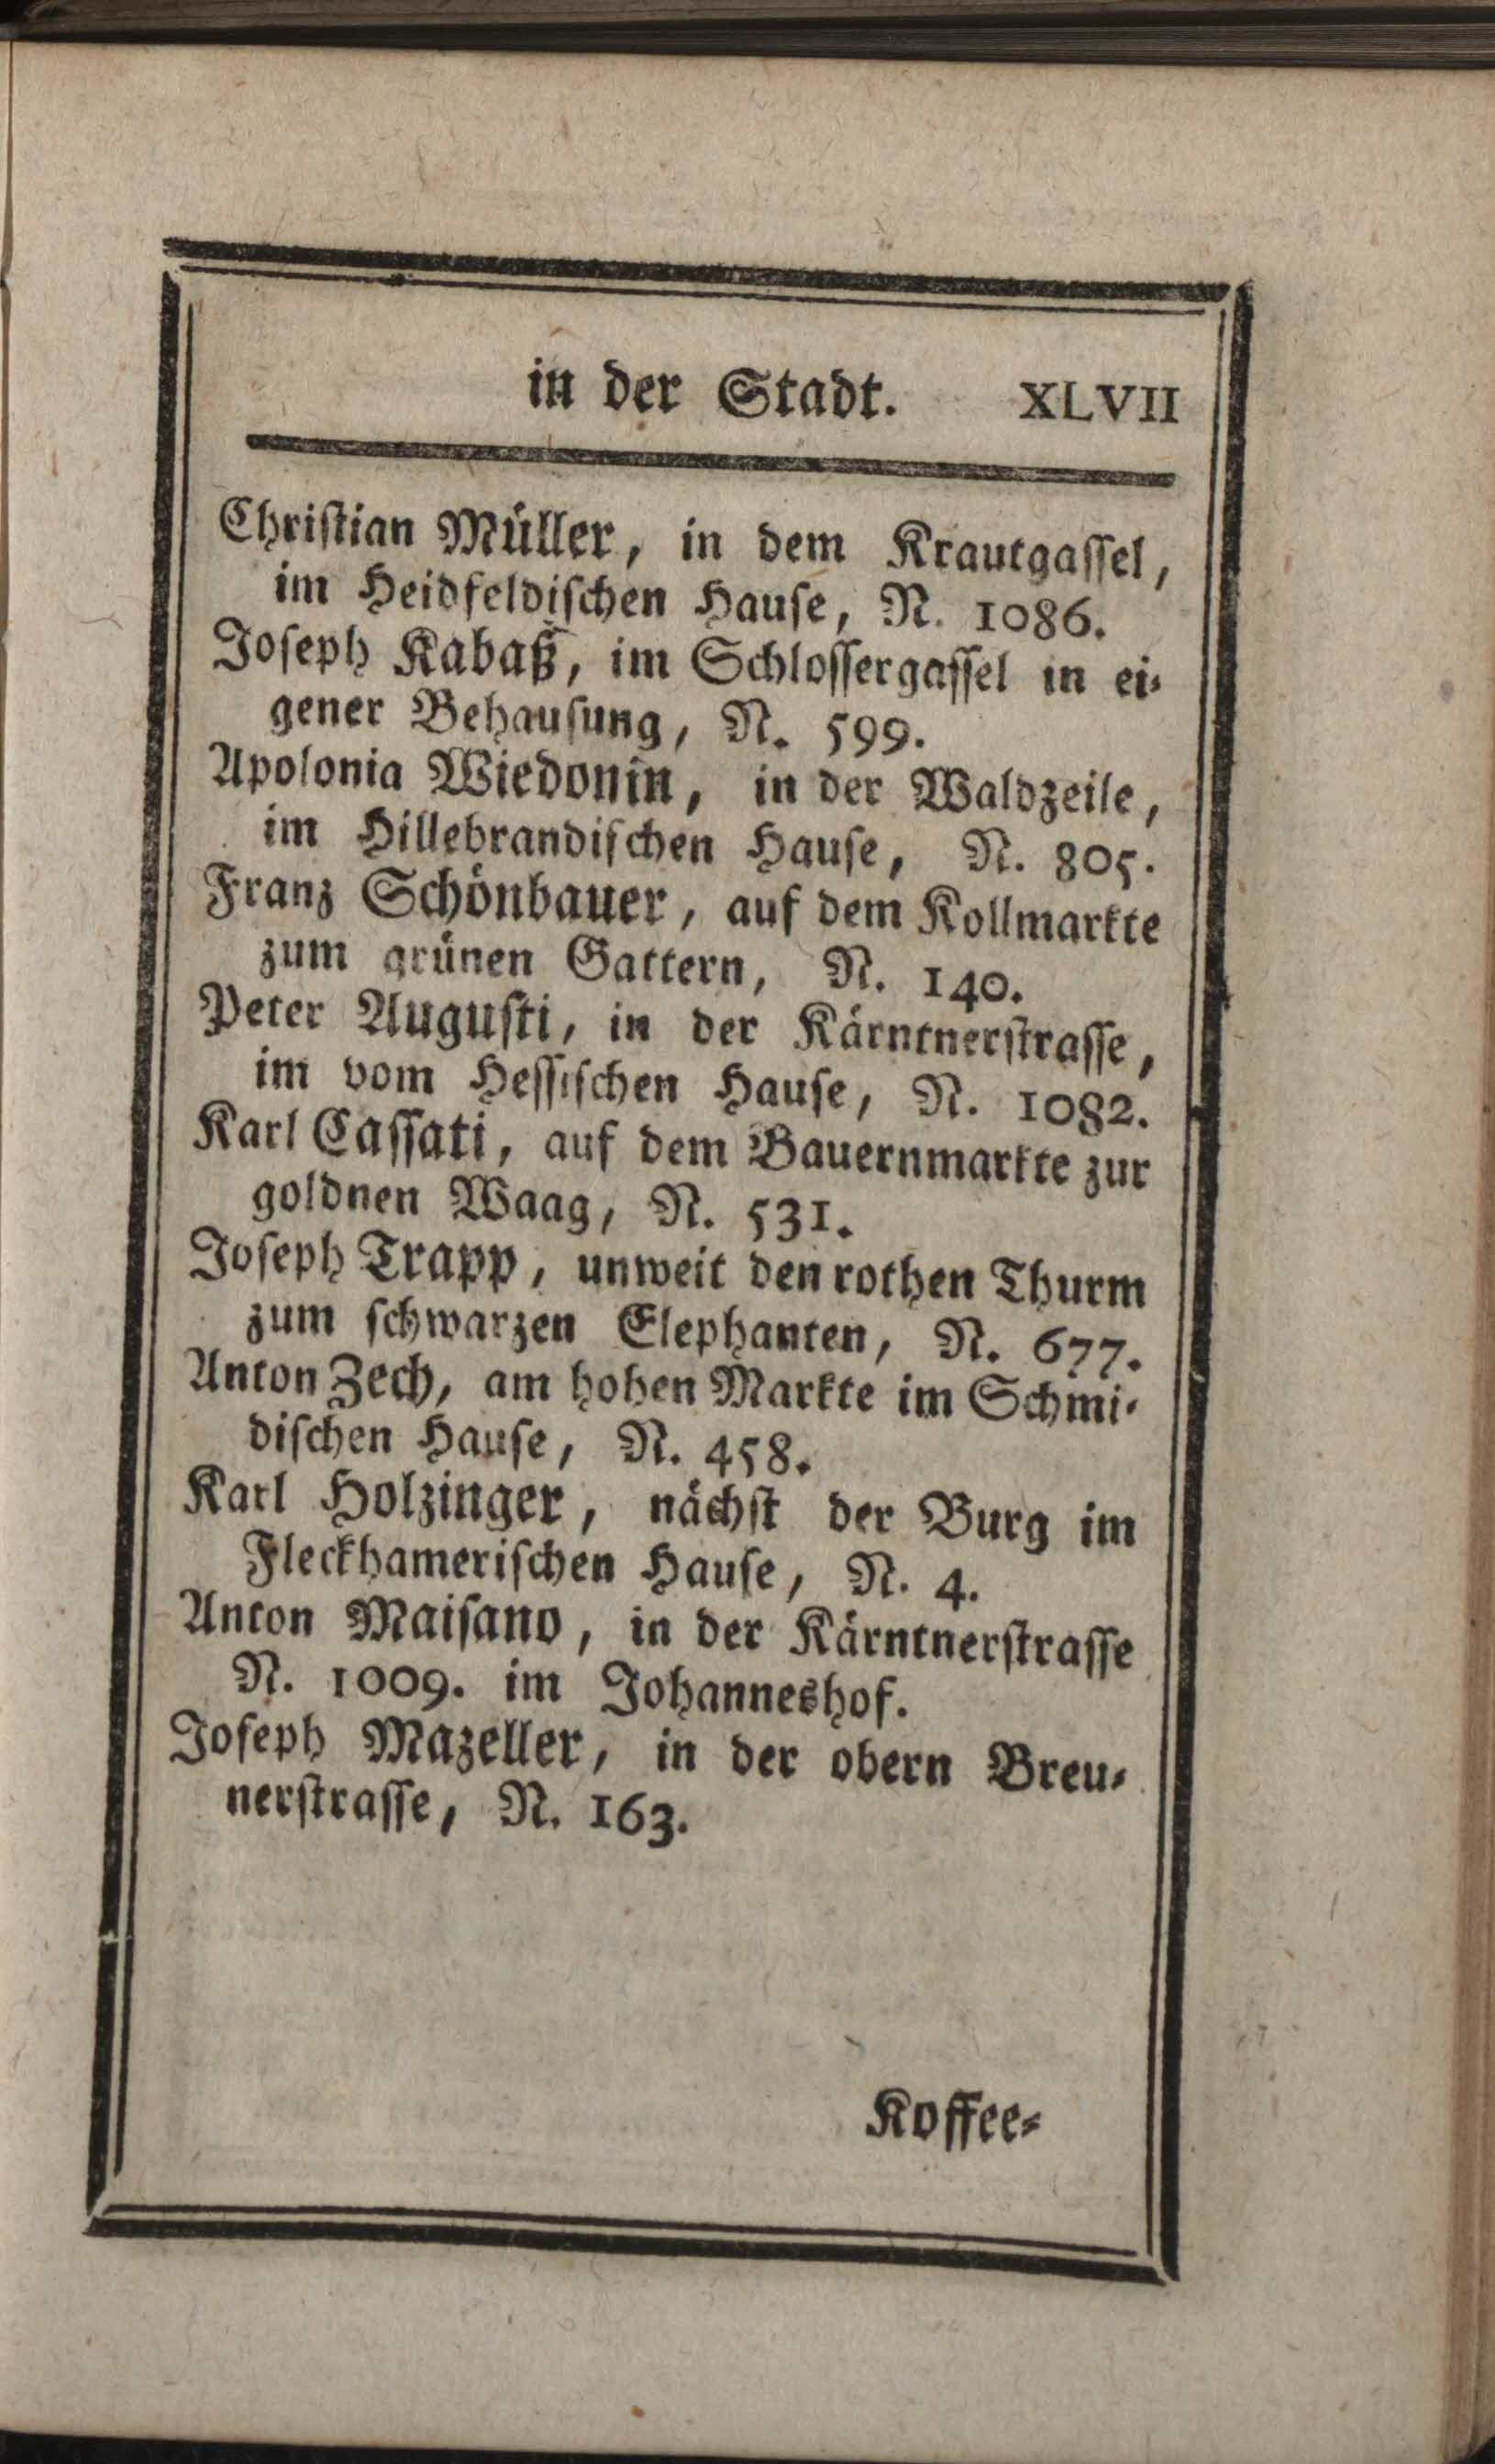 in der Stadt. XLVII
Christian Müller, in dem Krautgassel,
im Heidfeldischen Hause, N. 1086.
Joseph Kabaß, im Schlossergassel in ei-
gener Behausung, N. 599.
Apolonia Wiedonin, in der Waldzeile,
im Hillebrandischen Hause, N. 805.
Franz Schönbauer, auf dem Kollmarkte
zum grünen Gattern, N. 140.
Peter Augusti, in der Kärntnerstrasse,
im vom Hessischen Hause, N. 1082.
Karl Cassati, auf dem Bauernmarkte zur
goldnen Waag, N. 531.
Joseph Trapp, unweit den rothen Thurm
zum schwarzen Elephanten, N. 677.
Anton Zech, am hohen Markte im Schmi-
dischen Hause, N. 458.
Karl Holzinger, nächst der Burg im
Fleckhamerischen Hause, N. 4.
Anton Maisano, in der Kärntnerstrasse
N. 1009. im Johanneshof.
Joseph Mazeller, in der obern Breu-
nerstrasse, N. 163.
Koffee-